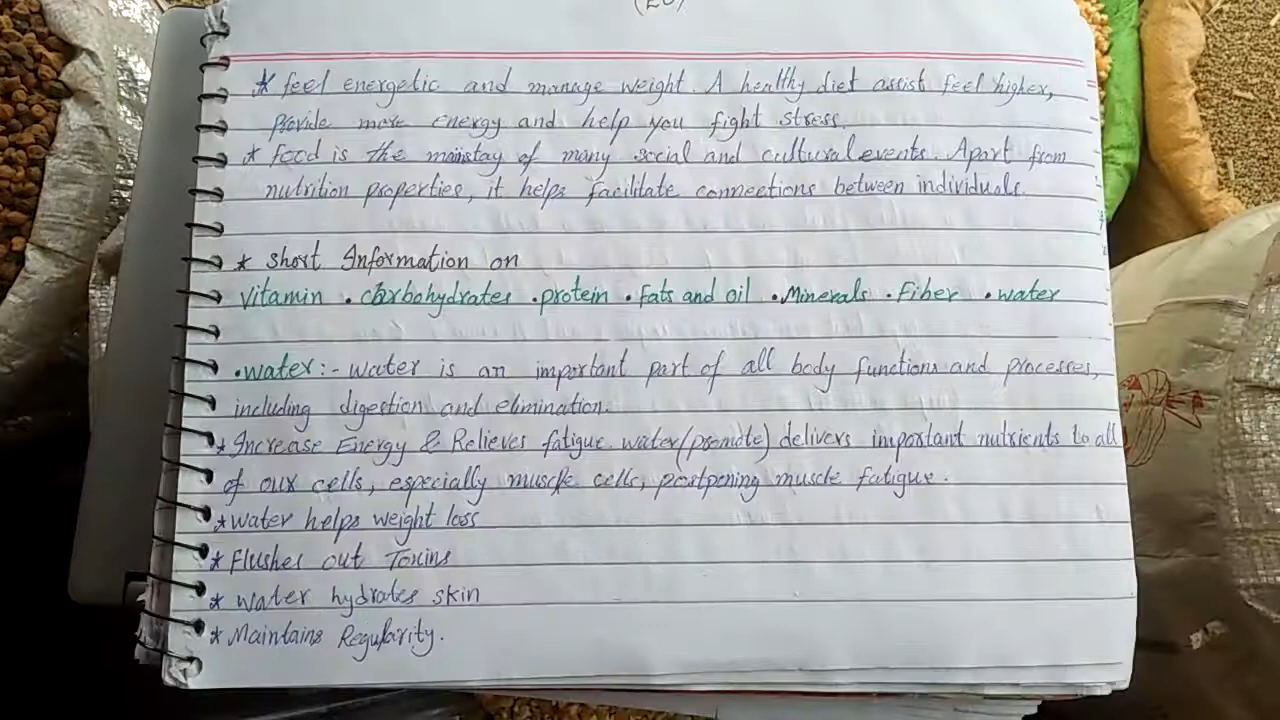 * feel energetic and manage weight. A healthy diet assist feel higher,
provide more energy and help you fight stress.
* Food is the mainstay of many social and cultural events. Apart from
nutrition properties, it helps facilitate connections between individuals.
* Short Information on
Vitamin • Carbohydrates • protein • Fats and oil • Minerals • Fiber • water
• water :- Water is an important part of all body functions and processes,
including digestion and elimination.
* Increase Energy & Relieves fatigue water (promote) delivers important nutrients to all
of our cells, especially muscle cells, postponing muscle fatigue.
* Water helps weight loss
* Flushes out Toxins
* Water hydrates skin
* Maintains Regularity.